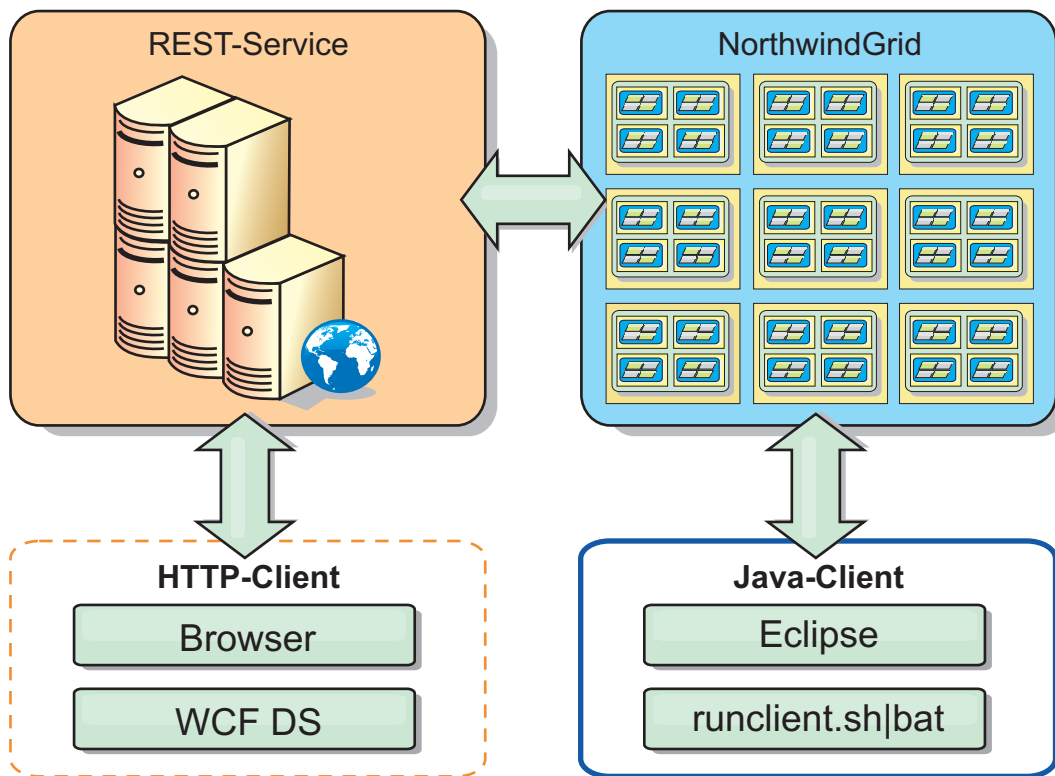 REST-Service
NorthwindGrid
HTTP-Client
Browser
WCF DS
Java-Client
Eclipse
runclient.sh|bat